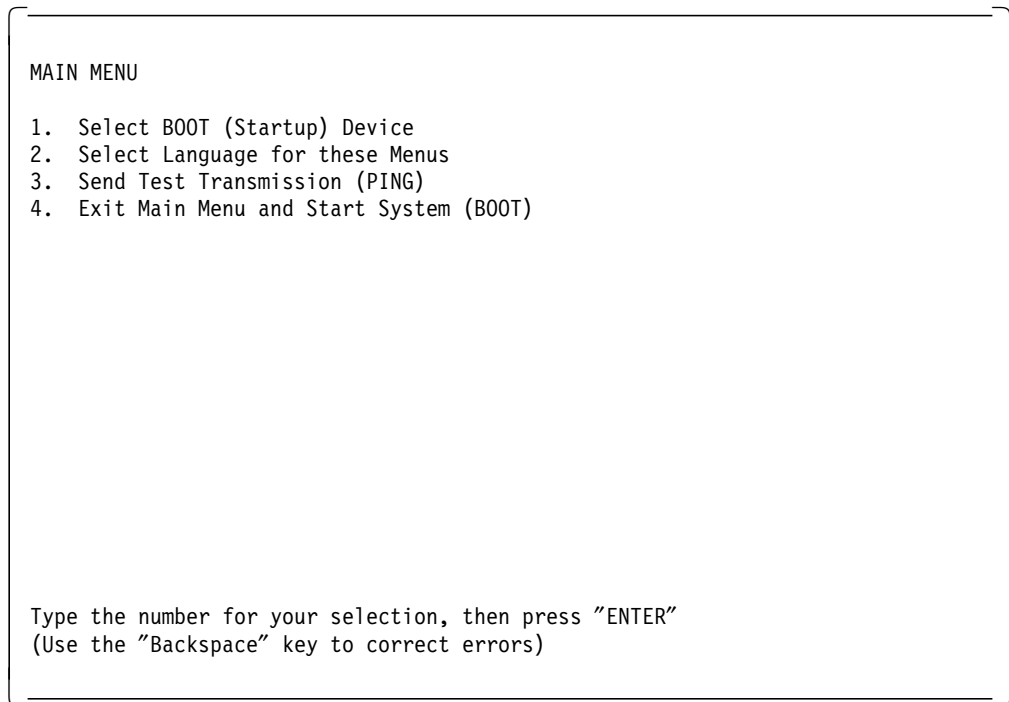 MAIN MENU
1.  Select BOOT (Startup) Device
2.  Select Language for these Menus
3.  Send Test Transmission (PING)
4.  Exit Main Menu and Start System (BOOT)
Type the number for your selection, then press ″ENTER″
(Use the ″Backspace″ key to correct errors)